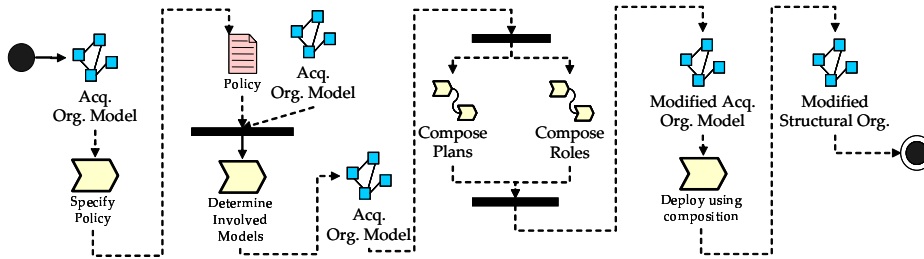 Acq.
Org. Model
Specify
Policy
Policy
Acq.
Org. Model
Determine
Involved
Models
Acq.
Org. Model
Compose
Plans
Compose
Roles
Modified Acq.
Org. Model
Deploy using
composition
Modified
Structural Org.